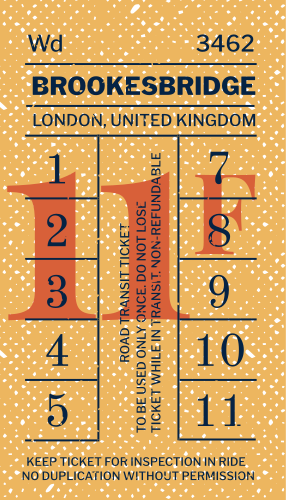 Wd 3462
BROOKESBRIDGE
LONDON, UNITED KINGDOM
1
2
3
4
5
11F
ROAD TRANSIT TICKET
TO BE USED ONLY ONCE. DO NOT LOSE
TICKET WHILE IN TRANSIT. NON-REFUNDABLE
7
8
9
10
11
KEEP TICKET FOR INSPECTION IN RIDE
NO DUPLICATION WITHOUT PERMISSION